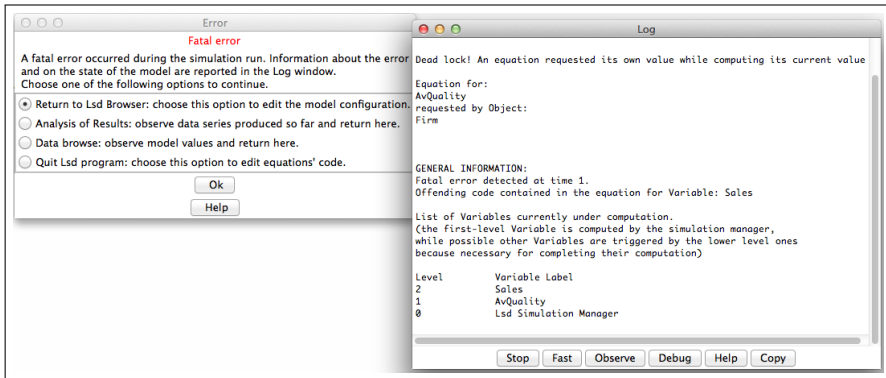 Error
Fatal error
A fatal error occurred during the simulation run. Information about the error
and on the state of the model are reported in the Log window.
Choose one of the following options to continue.
Return to Lsd Browser: choose this option to edit the model configuration.
Analysis of Results: observe data series produced so far and return here.
Data browse: observe model values and return here.
Quit Lsd program: choose this option to edit equations' code.
Ok
Help
Log
Dead lock! An equation requested its own value while computing its current value
Equation for:
AvQuality
requested by Object:
Firm
GENERAL INFORMATION:
Fatal error detected at time 1.
Offending code contained in the equation for Variable: Sales
List of Variables currently under computation.
(the first-level Variable is computed by the simulation manager,
while possible other Variables are triggered by the lower level ones
because necessary for completing their computation)
Level Variable Label
2 Sales
1 AvQuality
0 Lsd Simulation Manager
Stop Fast Observe Debug Help Copy